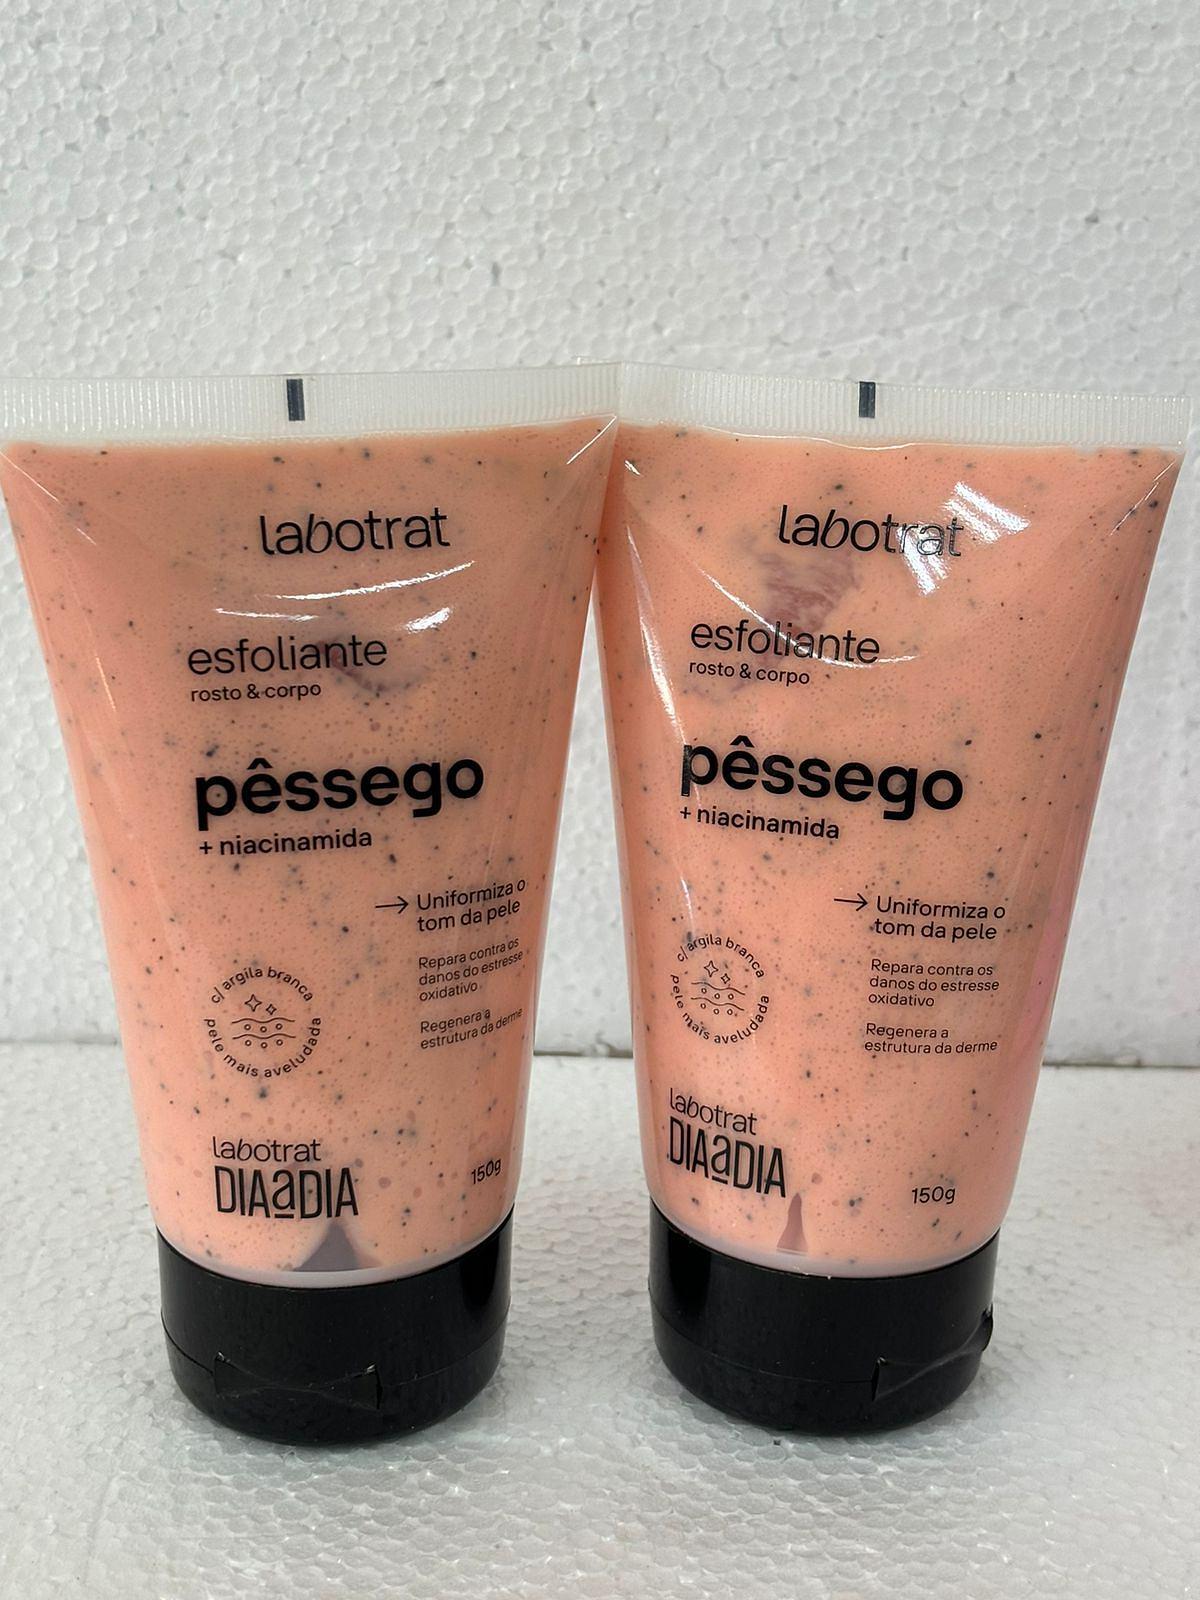 labotrat
esfoliante
rosto & corpo
pêssego
+ niacinamida
→ Uniformiza o
tom da pele
Repara contra os
danos do estresse
oxidativo
Regenera a
estrutura da derme
c/ argila branca
pele mais aveludada
labotrat
DIAaDIA
150g
labotrat
esfoliante
rosto & corpo
pêssego
+ niacinamida
→ Uniformiza o
tom da pele
Repara contra os
danos do estresse
oxidativo
Regenera a
estrutura da derme
c/ argila branca
pele mais aveludada
labotrat
DIAaDIA
150g